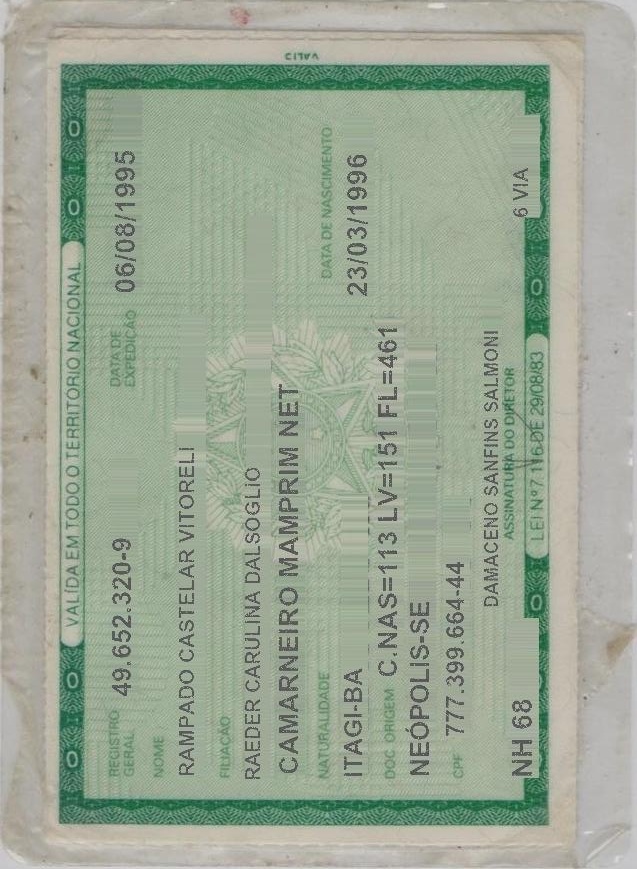 VALIDA EM TODO O TERRITÓRIO NACIONAL
REGISTRO GERAL 49.652.320-9 DATA DE EXPEDIÇÃO 06/08/1995
NOME
RAMPADO CASTELAR VITORELI
FILIAÇÃO
RAEDER CARULINA DALSOGLIO
CAMARNEIRO MAMPRIM NET
NATURALIDADE DATA DE NASCIMENTO
ITAGI-BA 23/03/1996
DOC ORIGEM C.NAS=113 LV=151 FL=461
NEÓPOLIS-SE
CPF 777.399.664-44
DAMACENO SANFINS SALMONI
ASSINATURA DO DIRETOR
NH 68 6 VIA
LEI Nº 7.116 DE 29/08/83